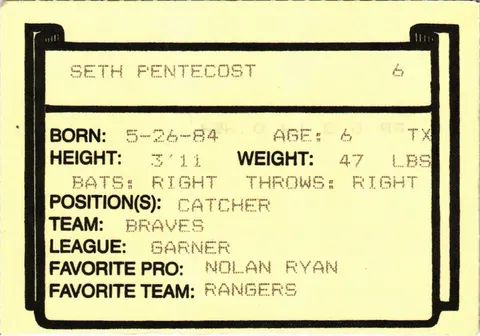 SETH PENTECOST 6
BORN: 5-26-84 AGE: 6 TX
HEIGHT: 3'11 WEIGHT: 47 LBS
BATS: RIGHT THROWS: RIGHT
POSITION(S): CATCHER
TEAM: BRAVES
LEAGUE: GARNER
FAVORITE PRO: NOLAN RYAN
FAVORITE TEAM: RANGERS